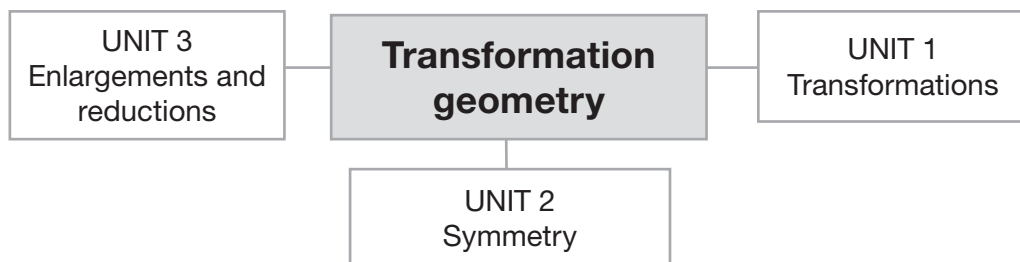 UNIT 3
Enlargements and
reductions
Transformation
geometry
UNIT 1
Transformations
UNIT 2
Symmetry